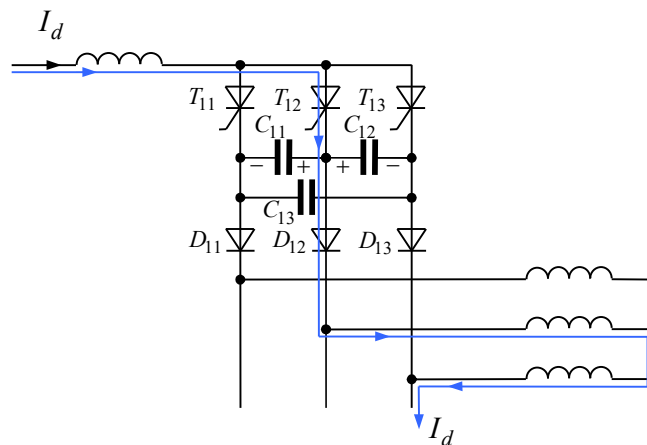 I_d
T_11 T_12 T_13
C_11 C_12
− + + −
C_13
D_11 D_12 D_13
I_d